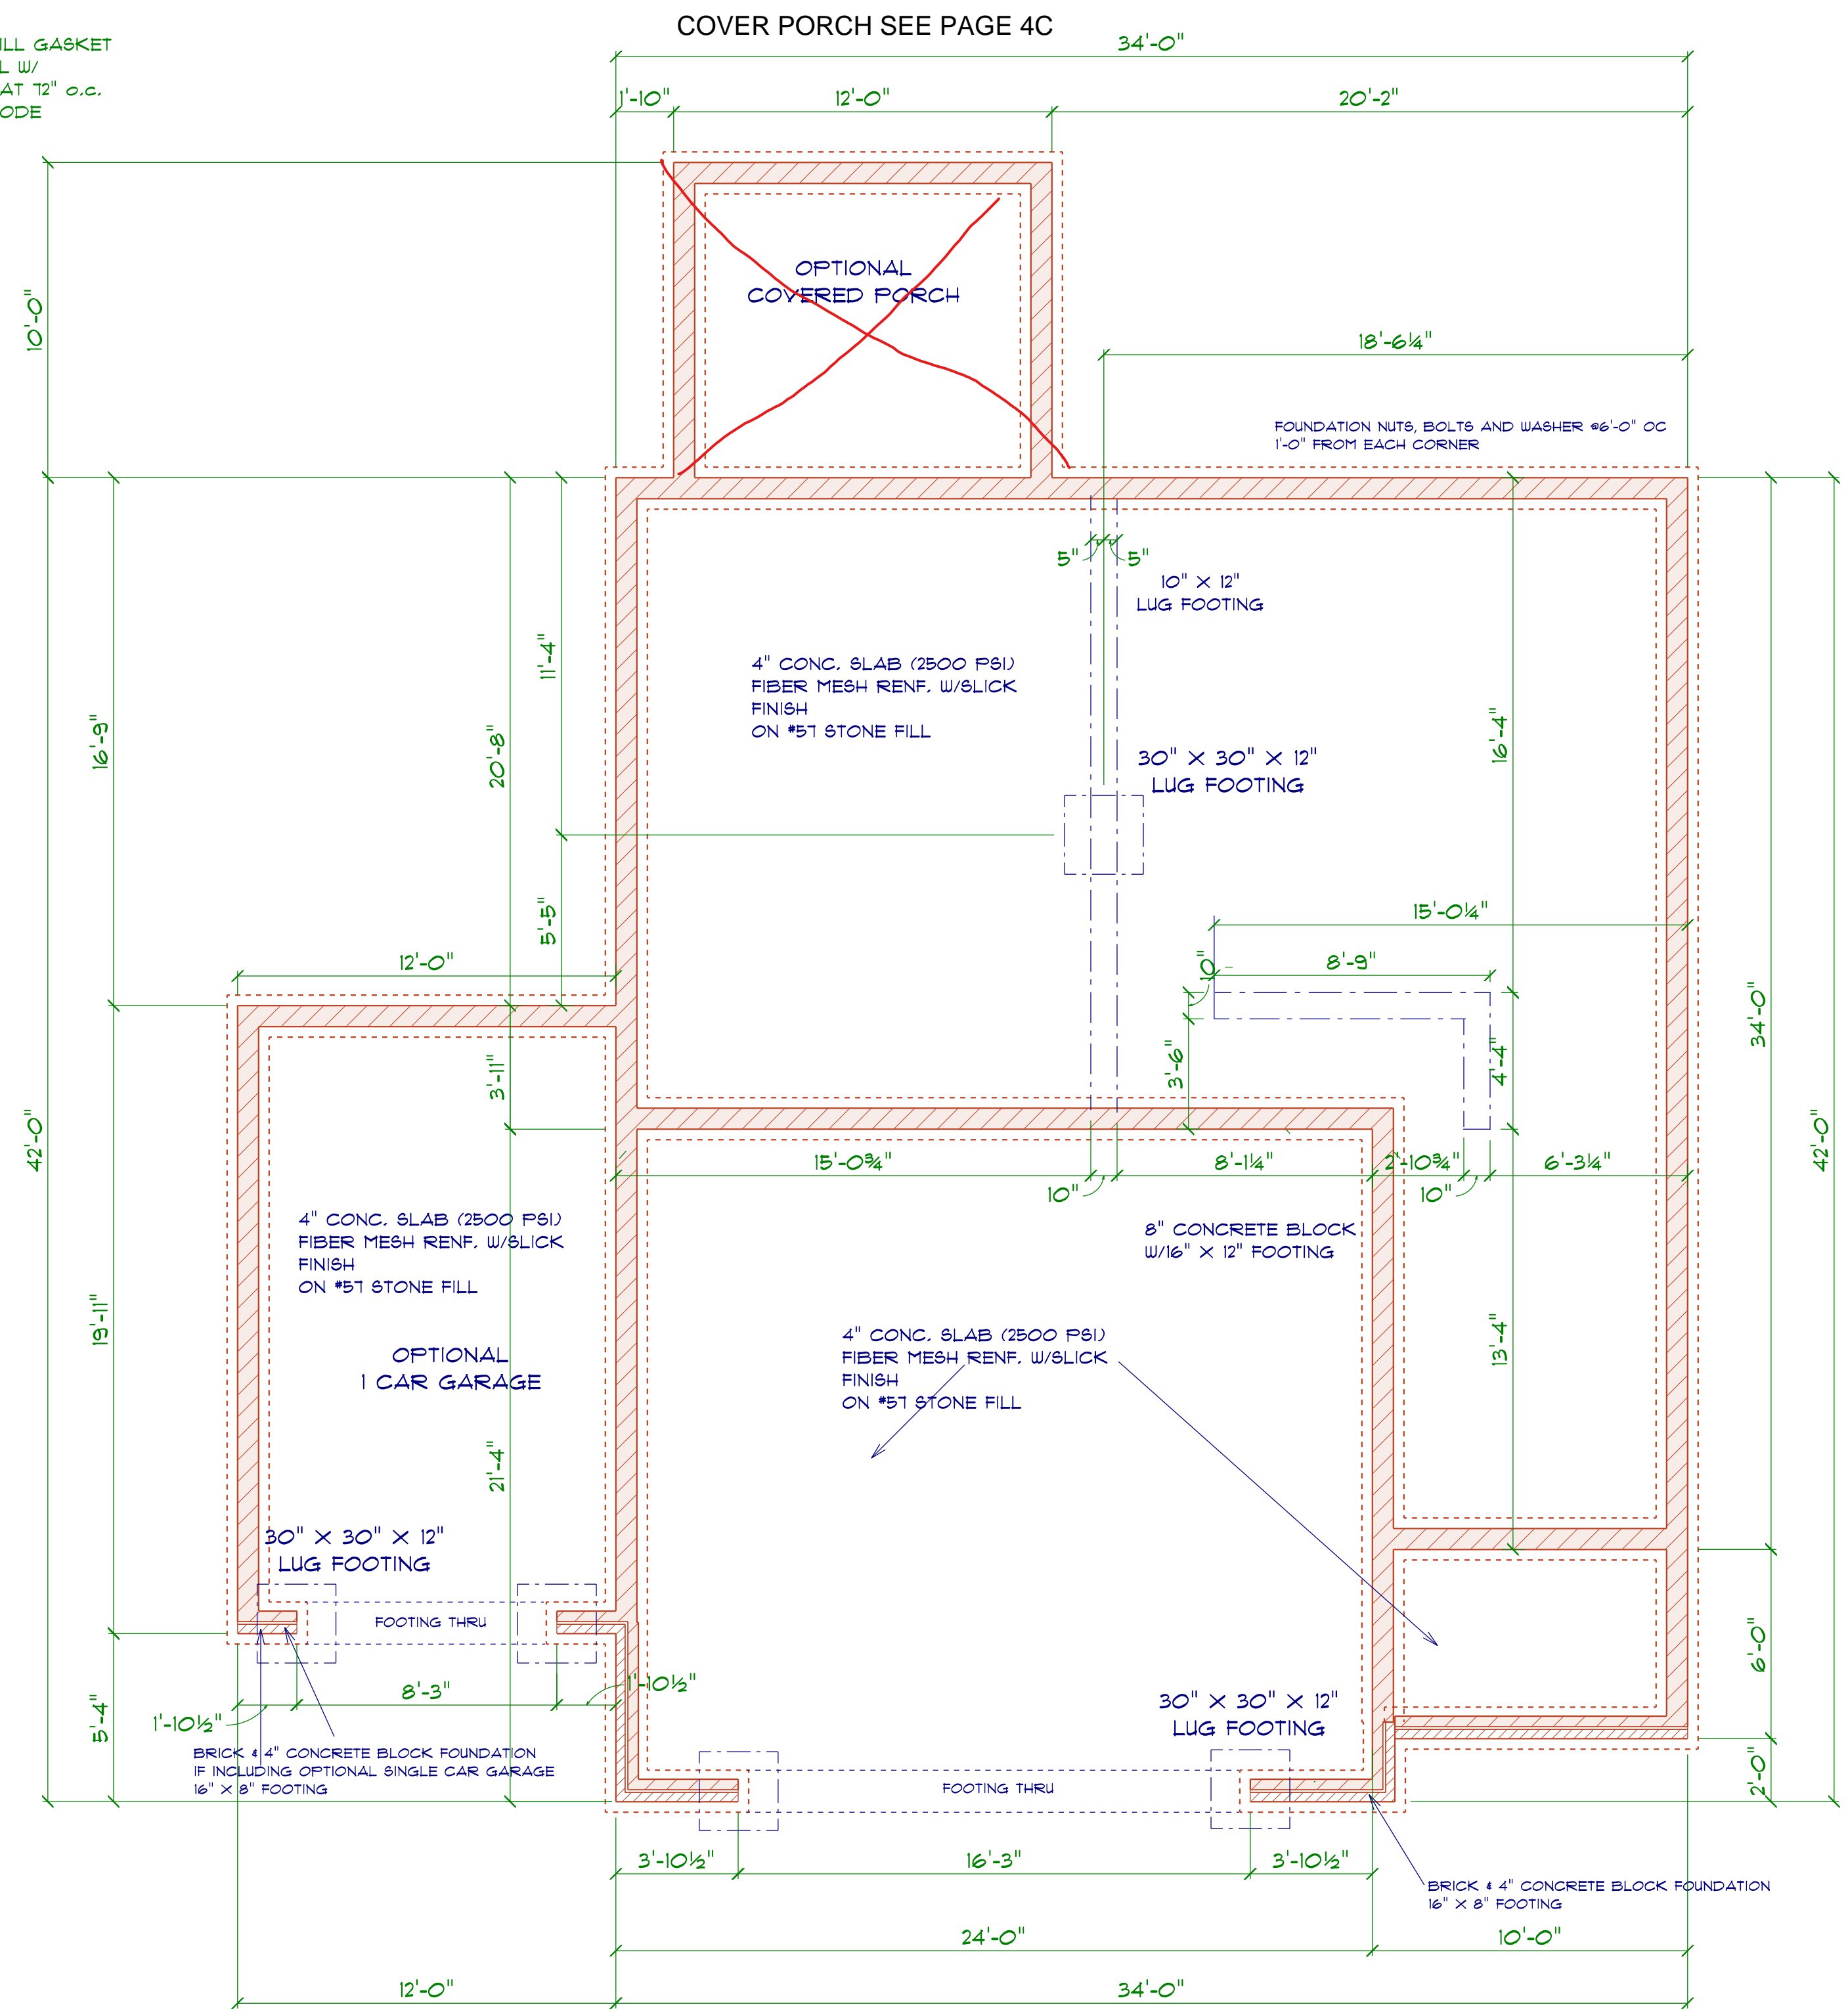 COVER PORCH SEE PAGE 4C
ILL GASKET
L W/
AT 72" O.C.
ODE
34'-0"
1'-10"
12'-0"
20'-2"
OPTIONAL
COVERED PORCH
10'-0"
18'-6¼"
FOUNDATION NUTS, BOLTS AND WASHER @6'-0" OC
1'-0" FROM EACH CORNER
5"
5"
10" X 12"
LUG FOOTING
11'-4"
4" CONC. SLAB (2500 PSI)
FIBER MESH RENF. W/SLICK
FINISH
ON #57 STONE FILL
16'-9"
20'-8"
16'-4"
30" X 30" X 12"
LUG FOOTING
5'-5"
15'-0¼"
12'-0"
10"
8'-9"
34'-0"
3'-11"
3'-6"
4'-4"
42'-0"
42'-0"
15'-0¾"
8'-1¼"
2'-10¾"
6'-3¼"
10"
10"
4" CONC. SLAB (2500 PSI)
FIBER MESH RENF. W/SLICK
FINISH
ON #57 STONE FILL
8" CONCRETE BLOCK
W/16" X 12" FOOTING
19'-11"
13'-4"
4" CONC. SLAB (2500 PSI)
FIBER MESH RENF. W/SLICK
FINISH
ON #57 STONE FILL
OPTIONAL
1 CAR GARAGE
21'-4"
30" X 30" X 12"
LUG FOOTING
FOOTING THRU
6'-0"
8'-3"
1'-10½"
1'-10½"
5'-4"
30" X 30" X 12"
LUG FOOTING
BRICK & 4" CONCRETE BLOCK FOUNDATION
IF INCLUDING OPTIONAL SINGLE CAR GARAGE
16" X 8" FOOTING
FOOTING THRU
2'-0"
3'-10½"
16'-3"
3'-10½"
BRICK & 4" CONCRETE BLOCK FOUNDATION
16" X 8" FOOTING
24'-0"
10'-0"
12'-0"
34'-0"